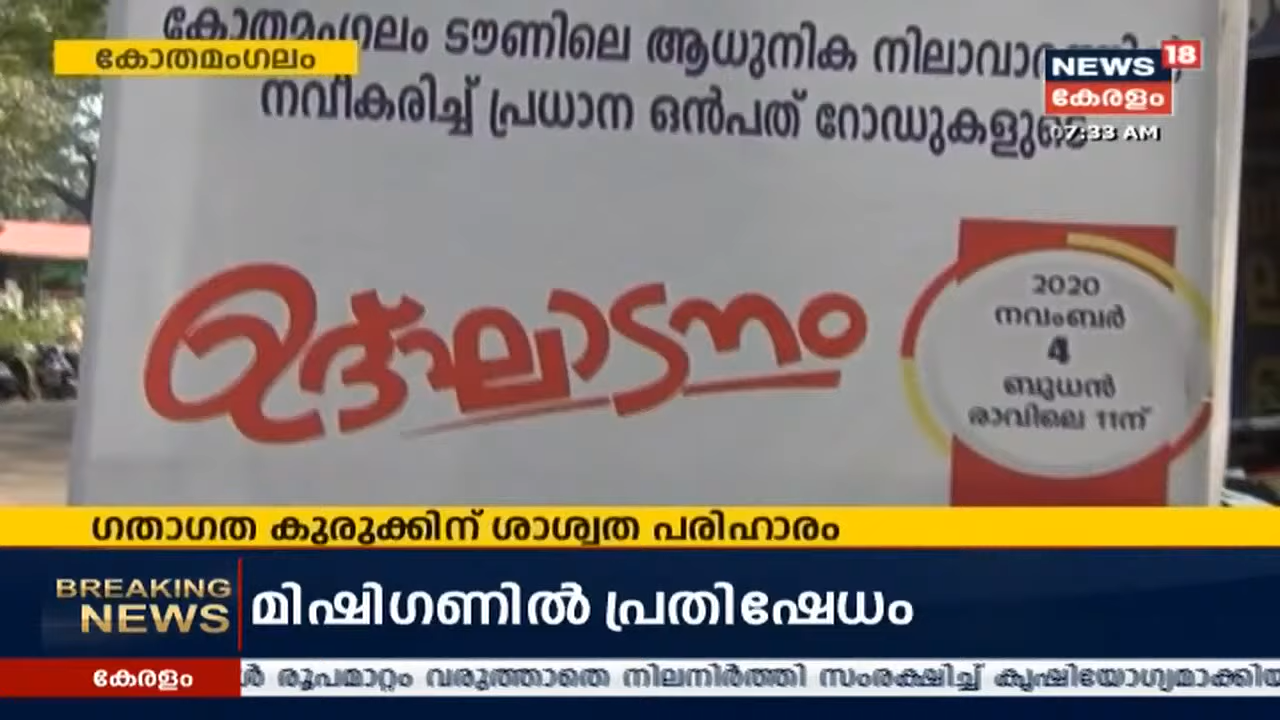 കോതമംഗലം ടൗണിലെ ആധുനിക
നവീകരിച്ച് പ്രധാന ഒൻപത് റോഡുകളുടെ
കോതമംഗലം
NEWS 18
കേരളം
07:33 AM
ഉദ്ഘാടനം
2020
നവംബർ
4
ബുധൻ
രാവിലെ 11ന്
ഗതാഗത കുരുക്കിന് ശാശ്വത പരിഹാരം
BREAKING
NEWS
മിഷിഗണിൽ പ്രതിഷേധം
കേരളം
രൂപമാറ്റം വരുത്താതെ നിലനിർത്തി സംരക്ഷിച്ച്